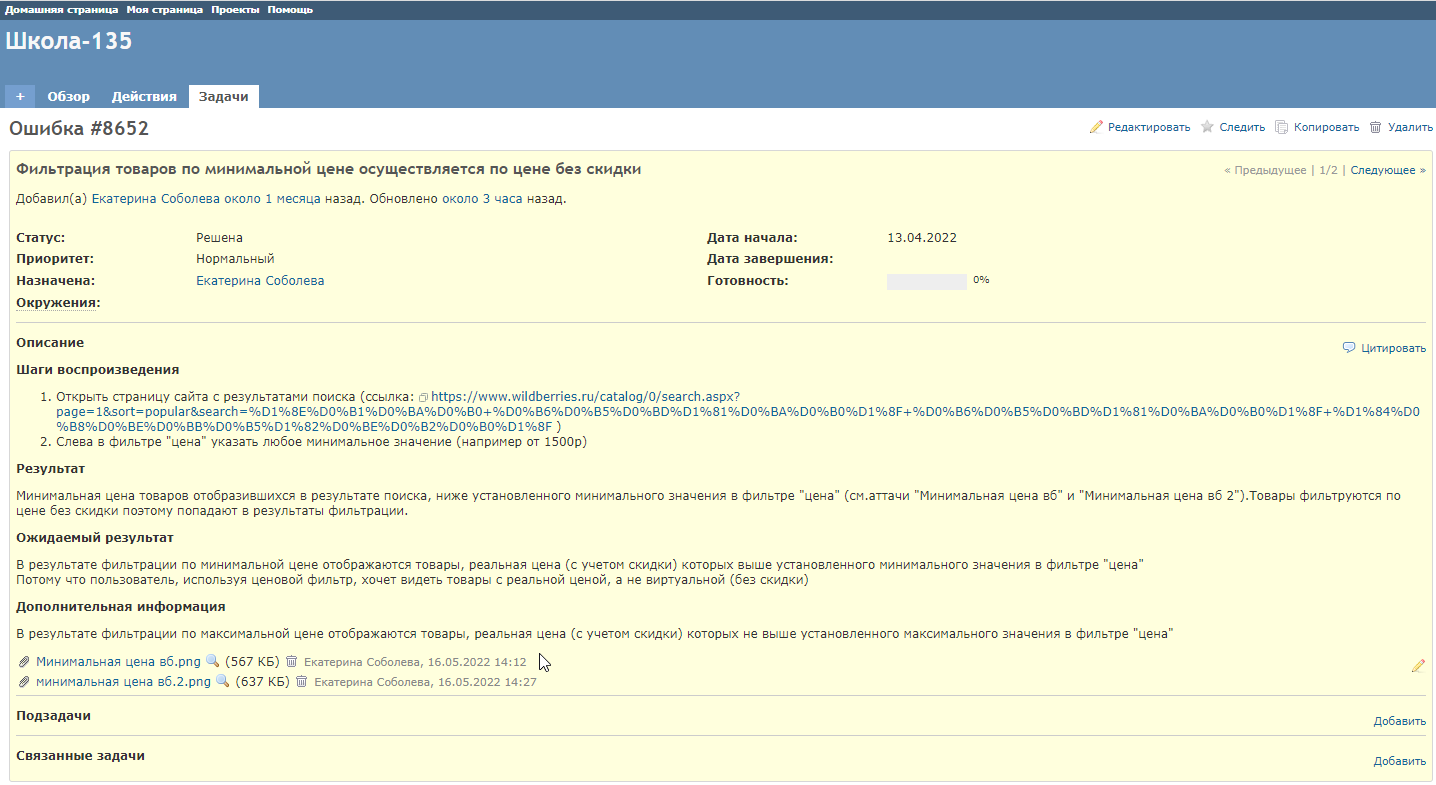 Домашняя страница Моя страница Проекты Помощь
Школа-135
+ Обзор Действия Задачи
Ошибка #8652
Редактировать Следить Копировать Удалить
Фильтрация товаров по минимальной цене осуществляется по цене без скидки
« Предыдущее | 1/2 | Следующее »
Добавил(а) Екатерина Соболева около 1 месяца назад. Обновлено около 3 часа назад.
Статус: Решена Дата начала: 13.04.2022
Приоритет: Нормальный Дата завершения:
Назначена: Екатерина Соболева Готовность: 0%
Окружения:
Описание
Цитировать
Шаги воспроизведения
1. Открыть страницу сайта с результатами поиска (ссылка: https://www.wildberries.ru/catalog/0/search.aspx?
page=1&sort=popular&search=%D1%8E%D0%B1%D0%BA%D0%B0+%D0%B6%D0%B5%D0%BD%D1%81%D0%BA%D0%B0%D1%8F+%D0%B6%D0%B5%D0%BD%D1%81%D0%BA%D0%B0%D1%8F+%D1%84%D0
%B8%D0%BE%D0%BB%D0%B5%D1%82%D0%BE%D0%B2%D0%B0%D1%8F )
2. Слева в фильтре "цена" указать любое минимальное значение (например от 1500р)
Результат
Минимальная цена товаров отобразившихся в результате поиска, ниже установленного минимального значения в фильтре "цена" (см.аттачи "Минимальная цена вб" и "Минимальная цена вб 2").Товары фильтруются по
цене без скидки поэтому попадают в результаты фильтрации.
Ожидаемый результат
В результате фильтрации по минимальной цене отображаются товары, реальная цена (с учетом скидки) которых выше установленного минимального значения в фильтре "цена"
Потому что пользователь, используя ценовой фильтр, хочет видеть товары с реальной ценой, а не виртуальной (без скидки)
Дополнительная информация
В результате фильтрации по максимальной цене отображаются товары, реальная цена (с учетом скидки) которых не выше установленного максимального значения в фильтре "цена"
Минимальная цена вб.png (567 КБ) Екатерина Соболева, 16.05.2022 14:12
минимальная цена вб.2.png (637 КБ) Екатерина Соболева, 16.05.2022 14:27
Подзадачи
Добавить
Связанные задачи
Добавить